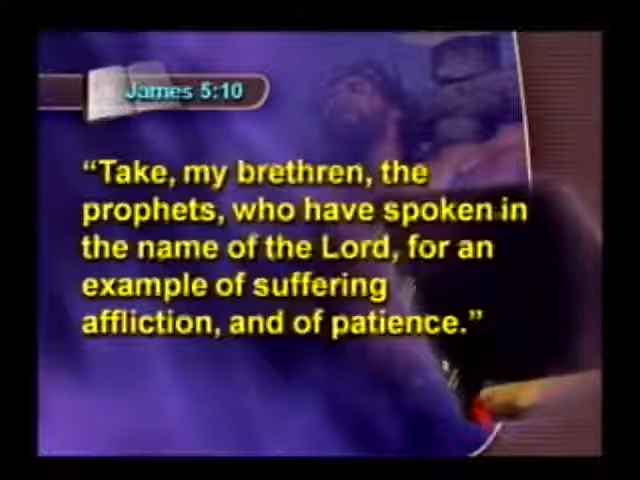 James 5:10
“Take, my brethren, the
prophets, who have spoken in
the name of the Lord, for an
example of suffering
affliction, and of patience.”